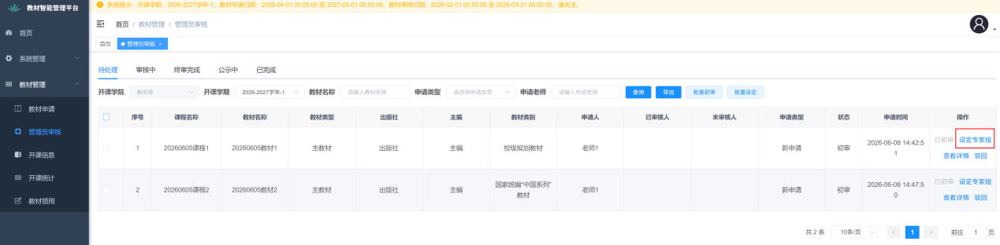 教材智能管理平台
系统提示：开课学期：2026-2027学年-1，教材申请日期：2026-04-01 00:00:00 至 2027-05-01 00:00:00，教材审核日期：2026-02-01 00:00:00 至 2026-03-31 00:00:00，请关注。
首页 / 教材管理 / 管理员审核
首页
系统管理
教材管理
教材申请
管理员审核
开课信息
开课统计
教材领用
首页 管理员审核 ×
待处理 审核中 终审完成 公示中 已完成
开课学院 教务处 开课学期 2026-2027学年-1 教材名称 请输入教材名称 申请类型 请选择申请类型 申请老师 请输入申请老师 查询 导出 批量初审 批量设定
序号 课程名称 教材名称 教材类型 出版社 主编 教材类别 申请人 已审核人 未审核人 申请类型 状态 申请时间 操作
1 20260605课程1 20260605教材1 主教材 出版社 主编 校级规划教材 老师1 新申请 初审 2026-06-08 14:42:5
1 已初审 设定专家组
查看详情 驳回
2 20260605课程2 20260605教材2 主教材 出版社 主编 国家统编“中国系列”
教材 老师1 新申请 初审 2026-06-08 14:47:5
0 已初审 设定专家组
查看详情 驳回
共 2 条 10条/页 < 1 > 前往 1 页